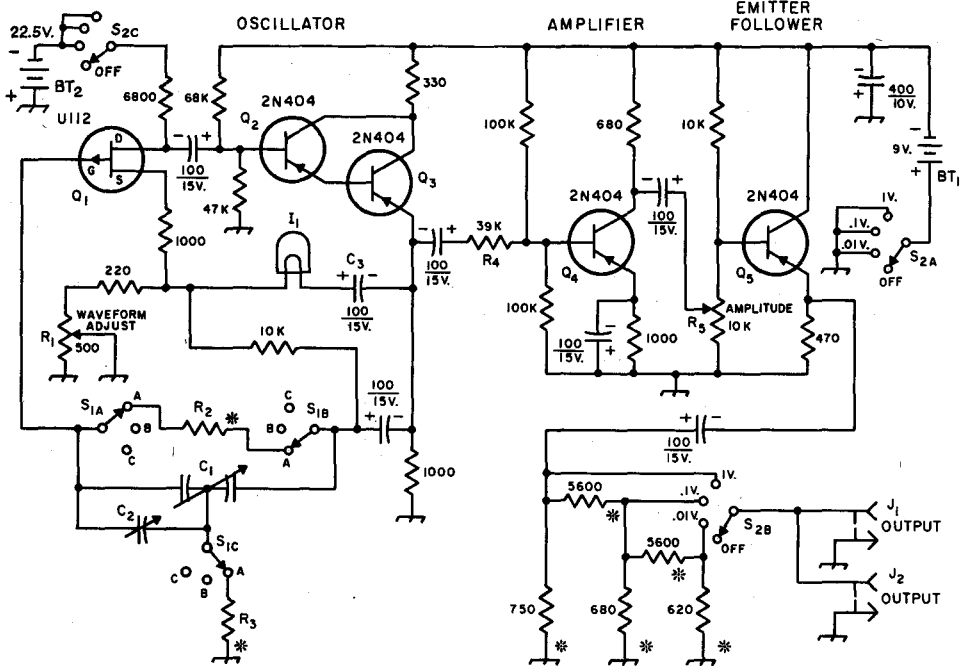 OSCILLATOR
AMPLIFIER
EMITTER
FOLLOWER
22.5V.
S2C
OFF
BT2
-
+
6800
68K
330
2N404
Q2
2N404
Q3
U112
D
G
S
Q1
- +
100
15V.
47K
1000
I1
C3
+ -
100
15V.
220
WAVEFORM
ADJUST
R1
500
10K
- +
100
15V.
39K
R4
100K
100K
680
2N404
Q4
- +
100
15V.
-
+
100
15V.
1000
10K
AMPLITUDE
R5
10K
2N404
Q5
470
-
+
400
10V.
-
9V.
+
BT1
1V.
.1V.
.01V.
OFF
S2A
S1A
A
B
C
R2
*
C
B
A
S1B
100
15V.
+ -
1000
C1
C2
S1C
C
B
A
R3
*
+ -
100
15V.
1V.
5600
*
.1V.
.01V.
OFF
S2B
5600
*
750
*
680
*
620
*
J1
OUTPUT
J2
OUTPUT